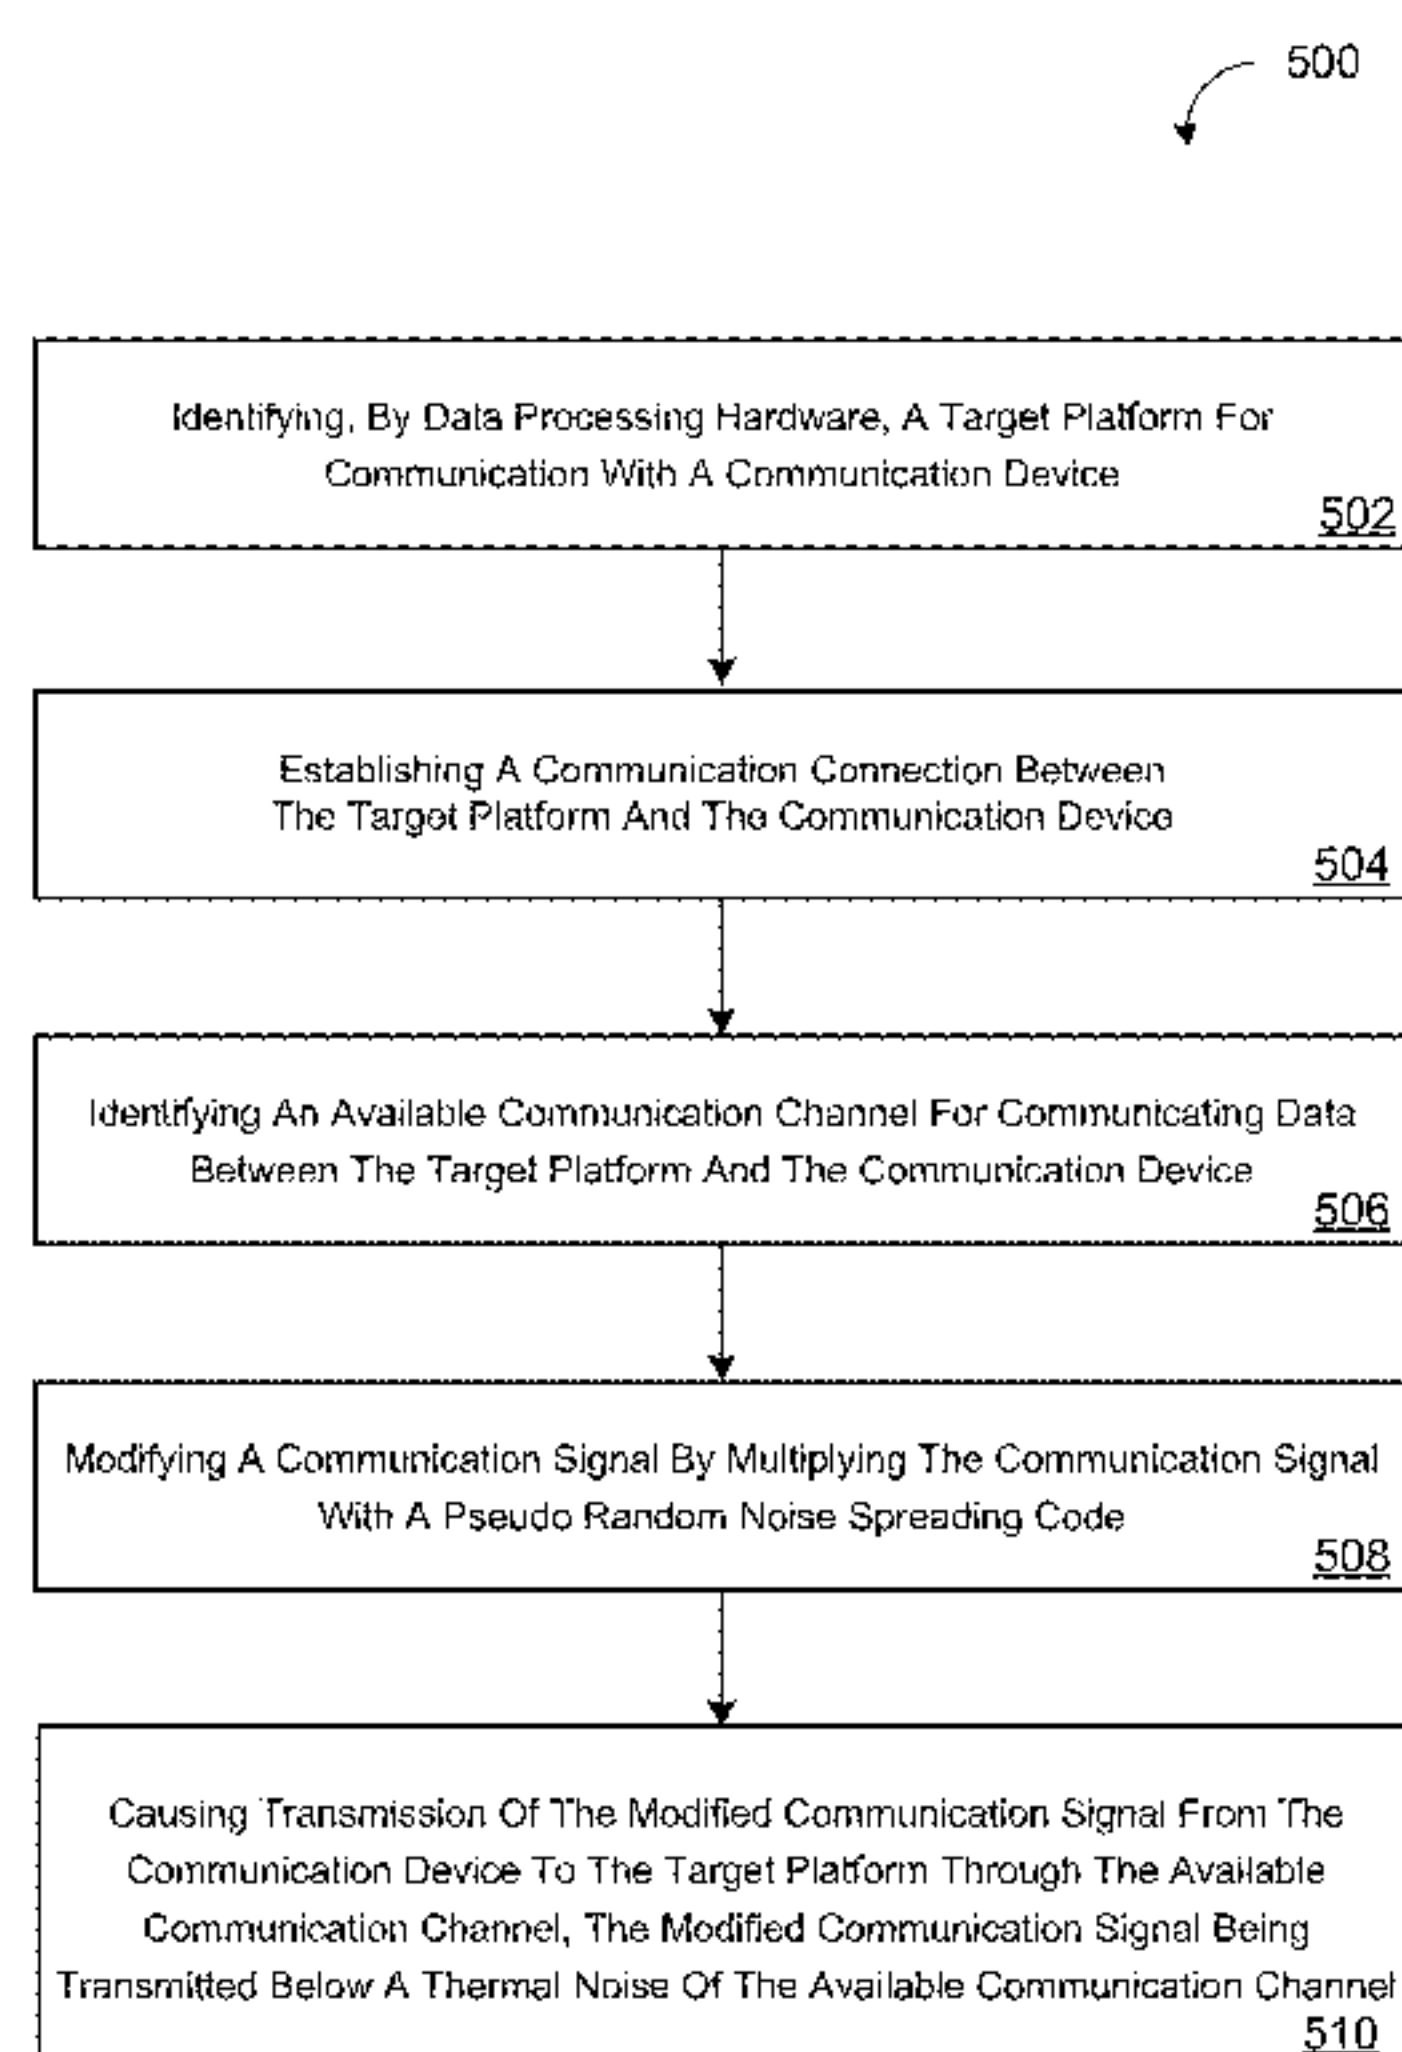 500
Identifying, By Data Processing Hardware, A Target Platform For
Communication With A Communication Device
502
Establishing A Communication Connection Between
The Target Platform And The Communication Device
504
Identifying An Available Communication Channel For Communicating Data
Between The Target Platform And The Communication Device
506
Modifying A Communication Signal By Multiplying The Communication Signal
With A Pseudo Random Noise Spreading Code
508
Causing Transmission Of The Modified Communication Signal From The
Communication Device To The Target Platform Through The Available
Communication Channel, The Modified Communication Signal Being
Transmitted Below A Thermal Noise Of The Available Communication Channel
510